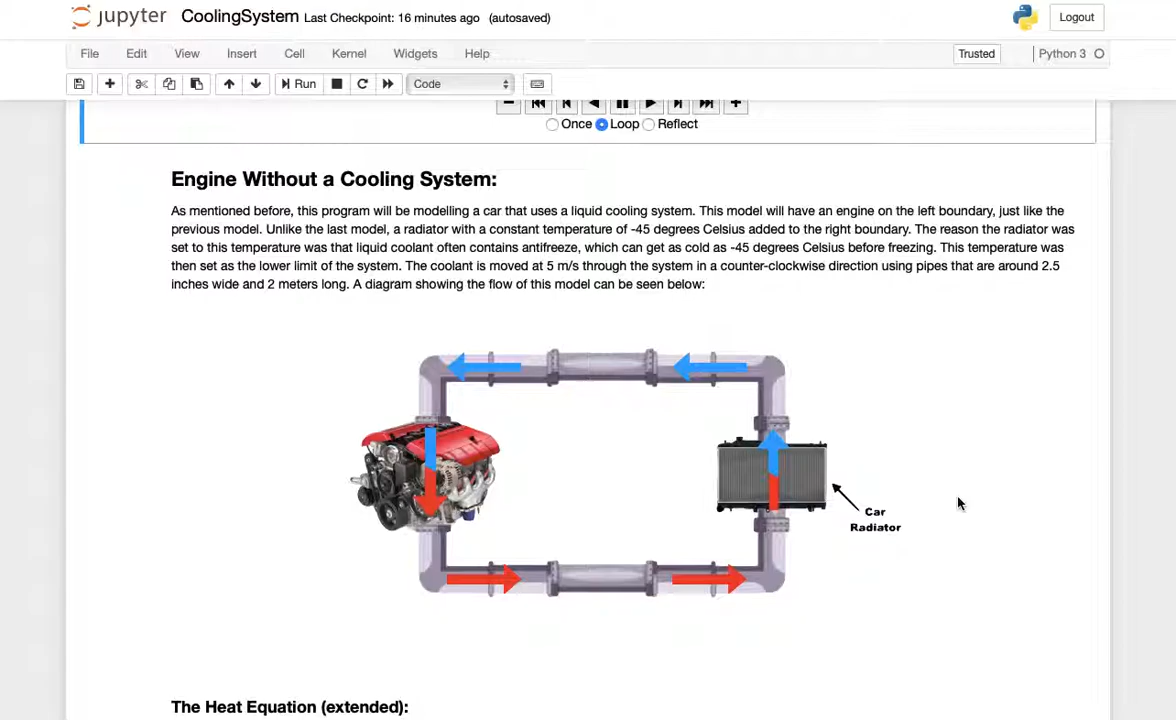 jupyter CoolingSystem Last Checkpoint: 16 minutes ago (autosaved) Logout
File Edit View Insert Cell Kernel Widgets Help Trusted Python 3
Run Code
Once Loop Reflect
Engine Without a Cooling System:
As mentioned before, this program will be modelling a car that uses a liquid cooling system. This model will have an engine on the left boundary, just like the
previous model. Unlike the last model, a radiator with a constant temperature of -45 degrees Celsius added to the right boundary. The reason the radiator was
set to this temperature was that liquid coolant often contains antifreeze, which can get as cold as -45 degrees Celsius before freezing. This temperature was
then set as the lower limit of the system. The coolant is moved at 5 m/s through the system in a counter-clockwise direction using pipes that are around 2.5
inches wide and 2 meters long. A diagram showing the flow of this model can be seen below:
Car
Radiator
The Heat Equation (extended):